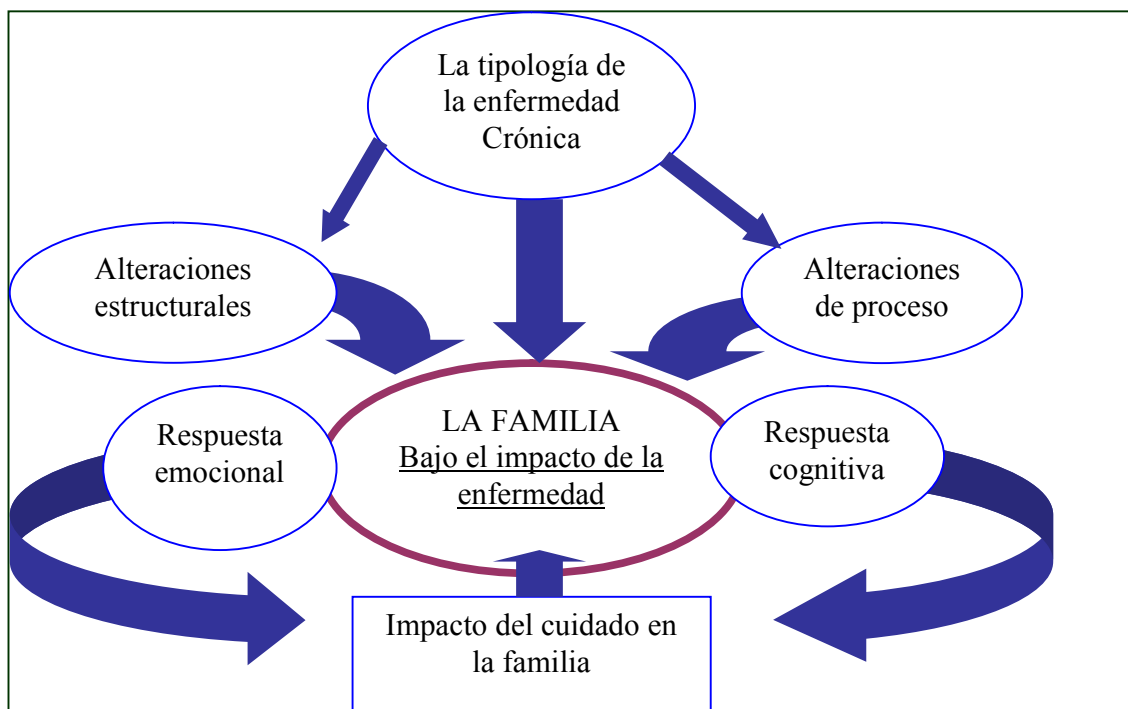 La tipología de
la enfermedad
Crónica
Alteraciones
estructurales
Alteraciones
de proceso
Respuesta
emocional
LA FAMILIA
Bajo el impacto de la
enfermedad
Respuesta
cognitiva
Impacto del cuidado en
la familia